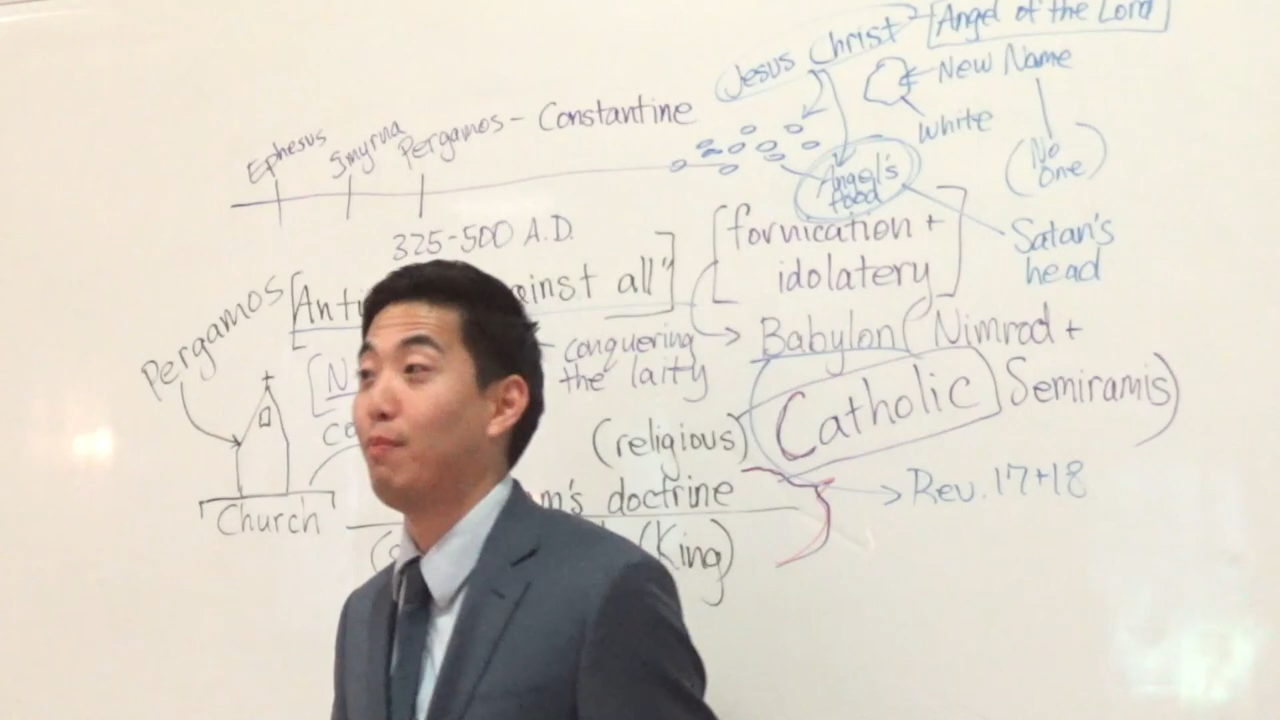 Jesus Christ
Angel of the Lord
New Name
white
(No One)
Ephesus
Smyrna
Pergamos - Constantine
Angel's food
Satan's head
325-500 A.D.
[fornication +
idolatery]
Pergamos
[Anti
ainst all"]
conquering
the laity
Babylon (Nimrod +
Semiramis)
Catholic
[N
co
(religious)
m's doctrine
(King)
Rev. 17+18
Church